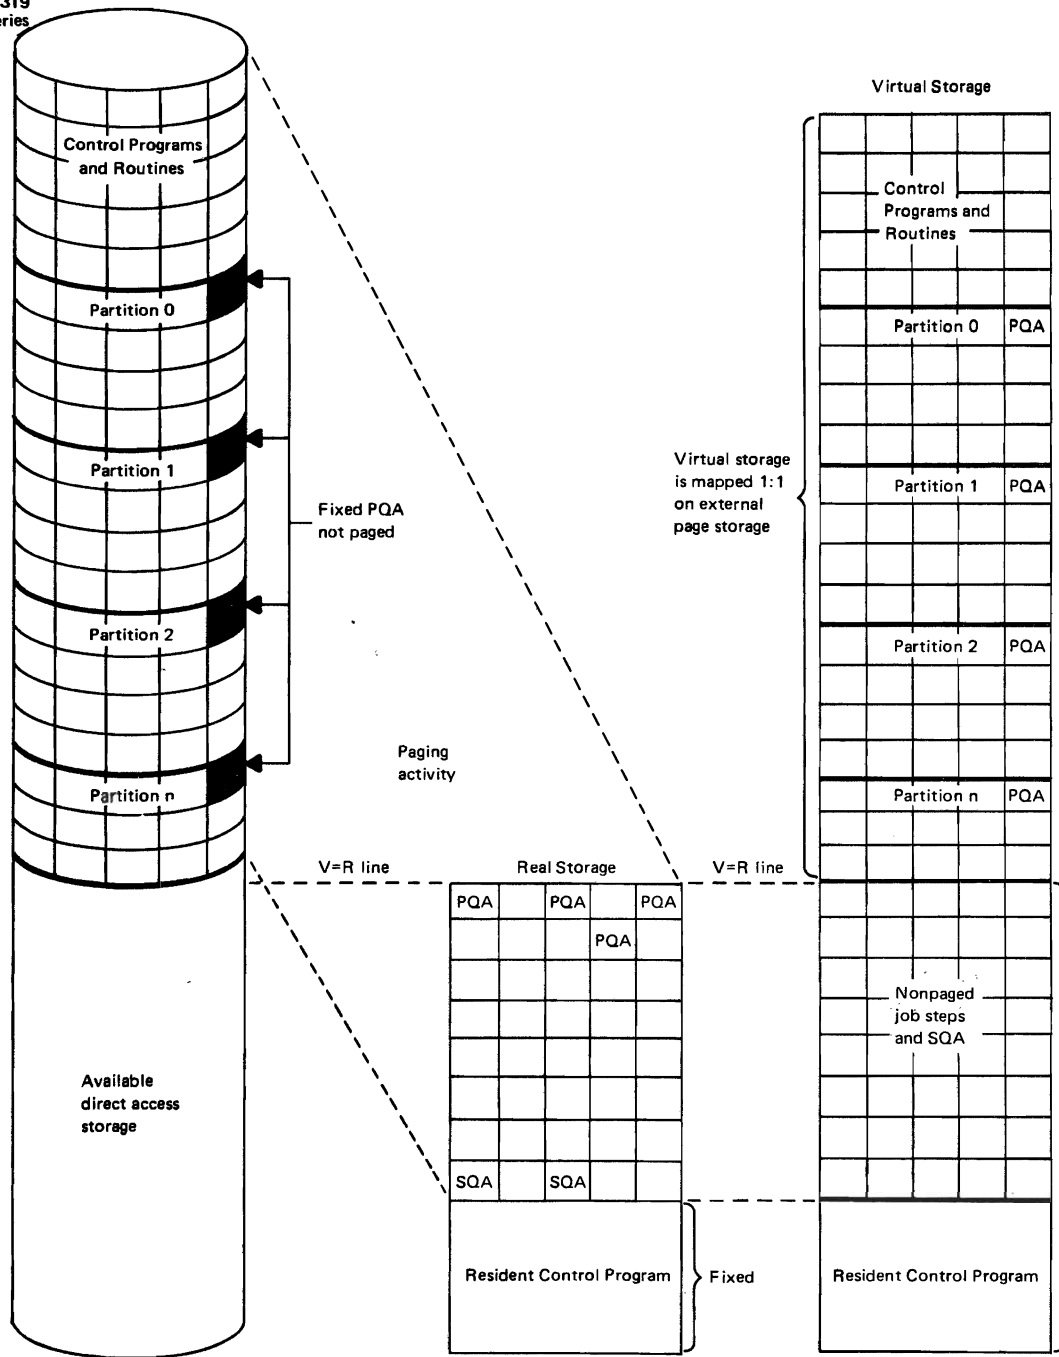 319
eries
Control Programs
and Routines
Partition 0
Partition 1
Partition 2
Partition n
Available
direct access
storage
Fixed PQA
not paged
Paging
activity
V=R line
Real Storage
PQA PQA PQA
PQA
SQA SQA
Resident Control Program
Fixed
V=R line
Virtual Storage
Virtual storage
is mapped 1:1
on external
page storage
Control
Programs and
Routines
Partition 0 PQA
Partition 1 PQA
Partition 2 PQA
Partition n PQA
Nonpaged
job steps
and SQA
Resident Control Program